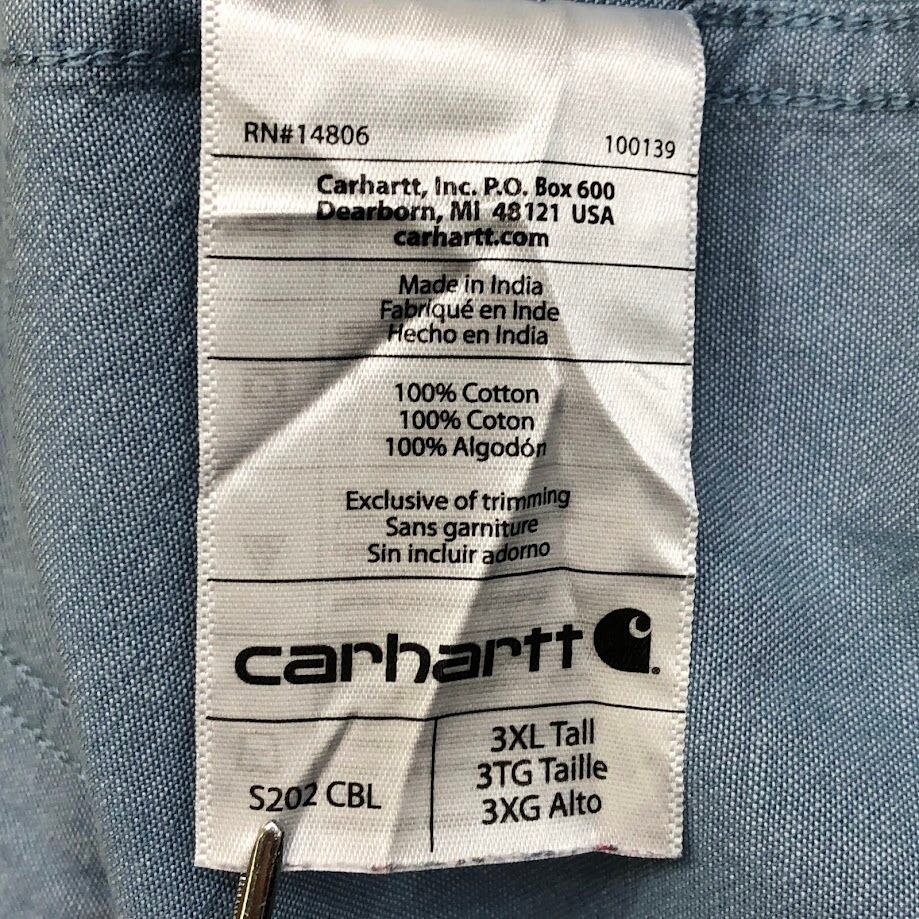 RN#14806
100139
Carhartt, Inc. P.O. Box 600
Dearborn, MI 48121 USA
carhartt.com
Made in India
Fabriqué en Inde
Hecho en India
100% Cotton
100% Coton
100% Algodón
Exclusive of trimming
Sans garniture
Sin incluir adorno
carhartt
S202 CBL
3XL Tall
3TG Taille
3XG Alto